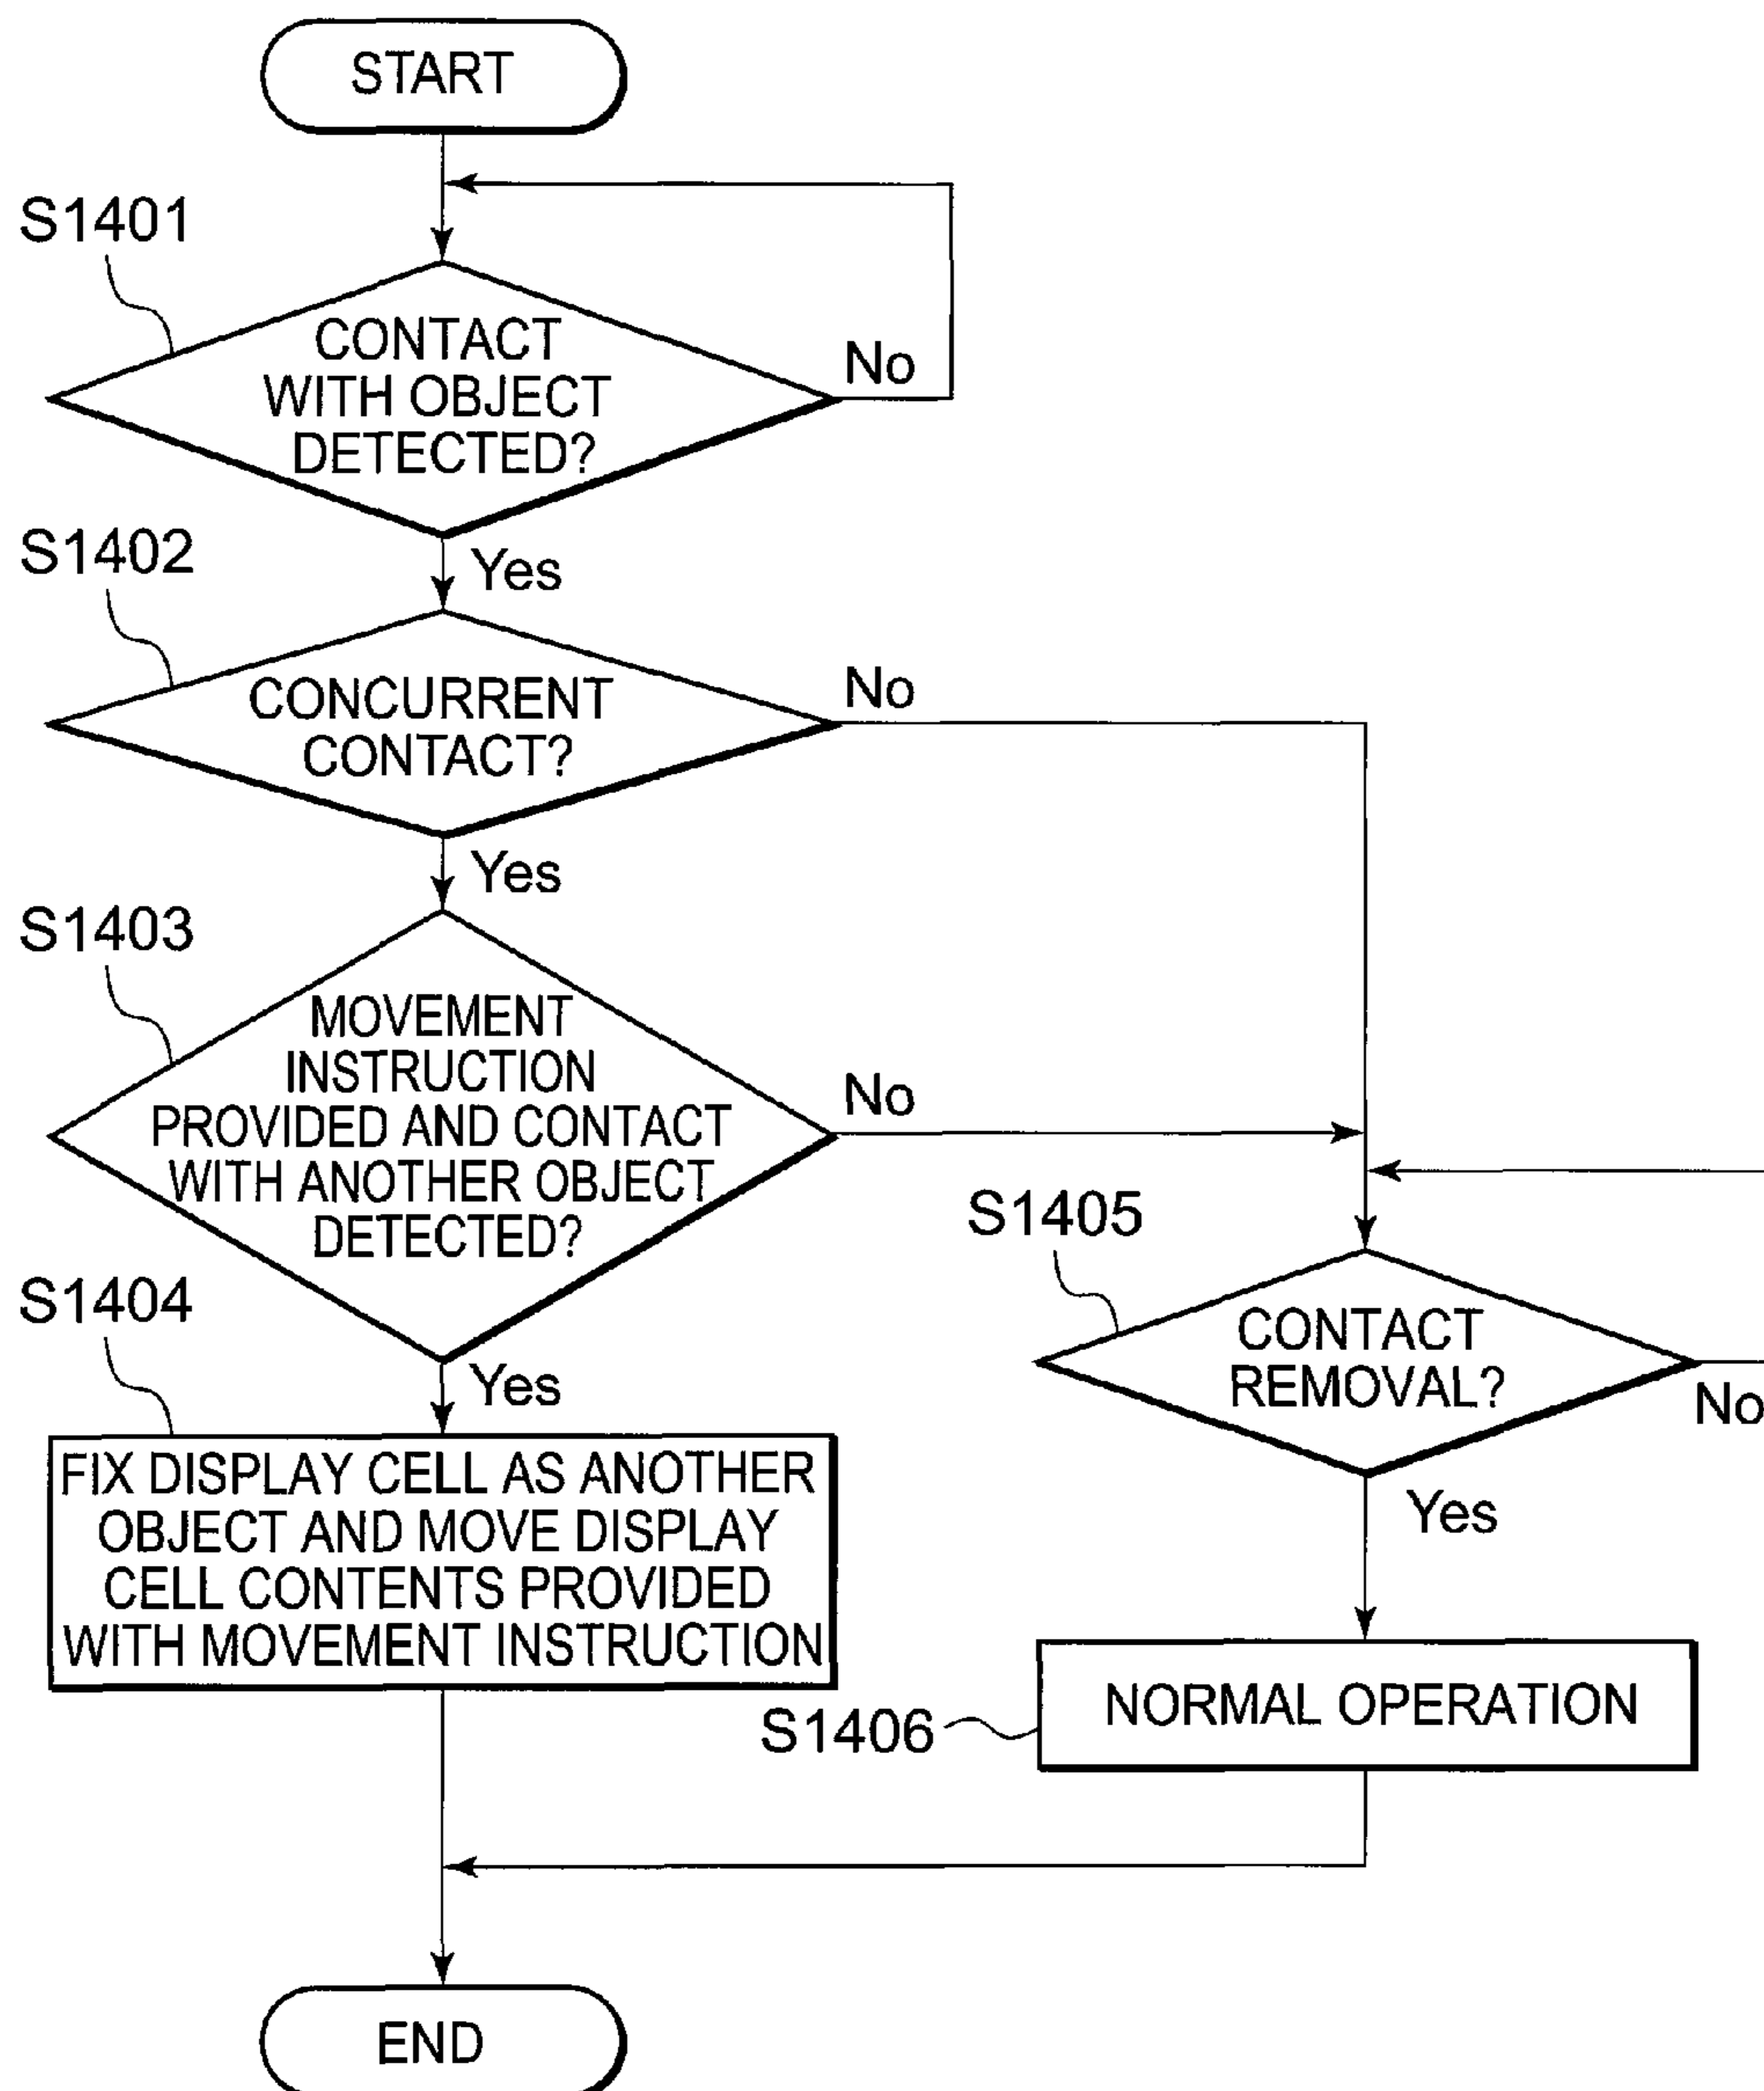 START
S1401
CONTACT
WITH OBJECT
DETECTED?
No
Yes
S1402
CONCURRENT
CONTACT?
No
Yes
S1403
MOVEMENT
INSTRUCTION
PROVIDED AND CONTACT
WITH ANOTHER OBJECT
DETECTED?
No
Yes
S1404
FIX DISPLAY CELL AS ANOTHER
OBJECT AND MOVE DISPLAY
CELL CONTENTS PROVIDED
WITH MOVEMENT INSTRUCTION
S1405
CONTACT
REMOVAL?
No
Yes
S1406
NORMAL OPERATION
END